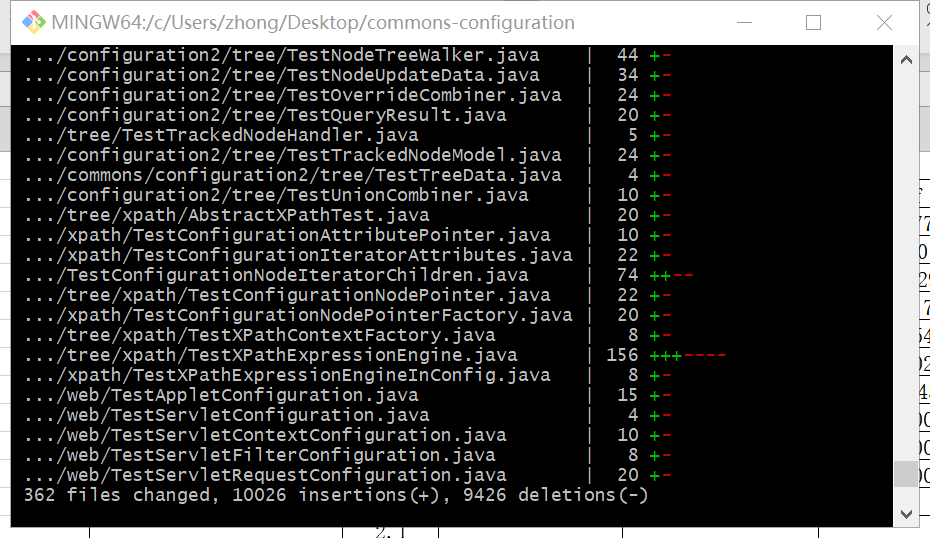 MINGW64:/c/Users/zhong/Desktop/commons-configuration
.../configuration2/tree/TestNodeTreeWalker.java | 44 +-
.../configuration2/tree/TestNodeUpdateData.java | 34 +-
.../configuration2/tree/TestOverrideCombiner.java | 24 +-
.../configuration2/tree/TestQueryResult.java | 20 +-
.../tree/TestTrackedNodeHandler.java | 5 +-
.../configuration2/tree/TestTrackedNodeModel.java | 24 +-
.../commons/configuration2/tree/TestTreeData.java | 4 +-
.../configuration2/tree/TestUnionCombiner.java | 10 +-
.../tree/xpath/AbstractXPathTest.java | 20 +-
.../xpath/TestConfigurationAttributePointer.java | 10 +-
.../xpath/TestConfigurationIteratorAttributes.java | 22 +-
.../TestConfigurationNodeIteratorChildren.java | 74 ++--
.../tree/xpath/TestConfigurationNodePointer.java | 22 +-
.../xpath/TestConfigurationNodePointerFactory.java | 20 +-
.../tree/xpath/TestXPathContextFactory.java | 8 +-
.../tree/xpath/TestXPathExpressionEngine.java | 156 +++----
.../xpath/TestXPathExpressionEngineInConfig.java | 8 +-
.../web/TestAppletConfiguration.java | 15 +-
.../web/TestServletConfiguration.java | 4 +-
.../web/TestServletContextConfiguration.java | 10 +-
.../web/TestServletFilterConfiguration.java | 8 +-
.../web/TestServletRequestConfiguration.java | 20 +-
362 files changed, 10026 insertions(+), 9426 deletions(-)